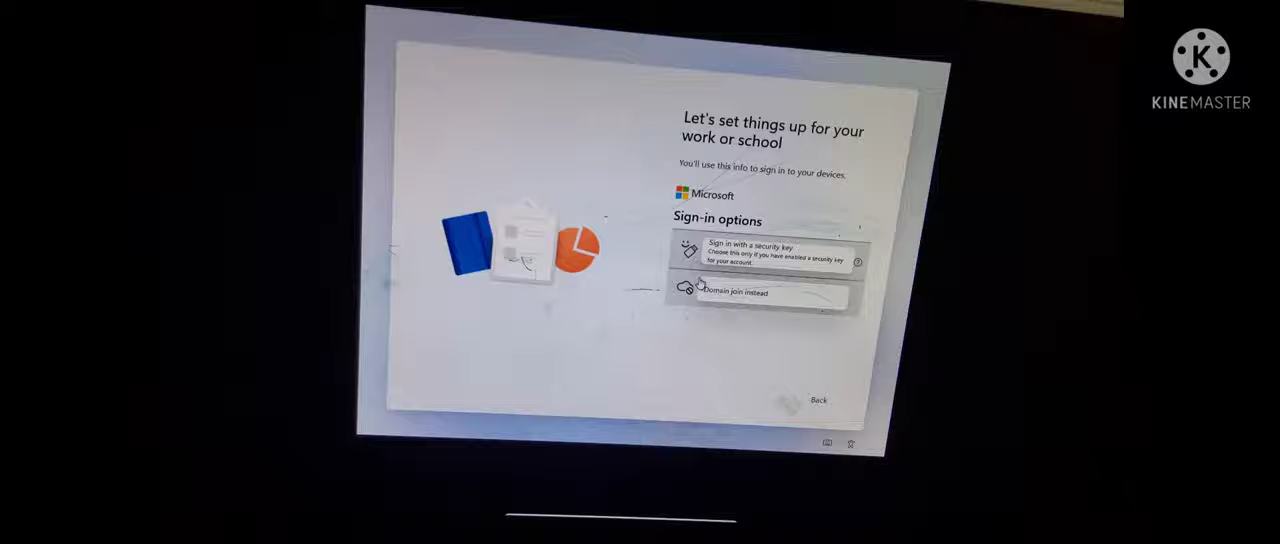 Let's set things up for your
work or school
You'll use this info to sign in to your devices.
Microsoft
Sign-in options
Sign in with a security key
Choose this only if you have enabled a security key
for your account.
Domain join instead
Back
K
KINEMASTER